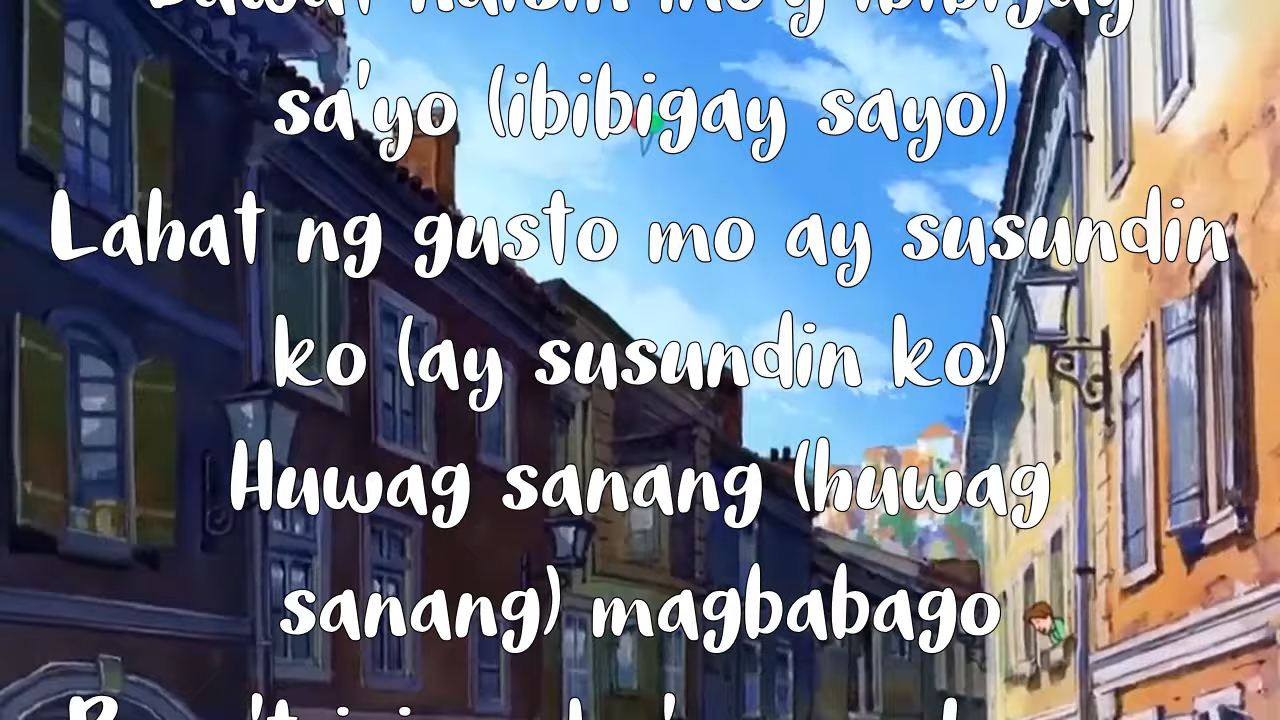 sa'yo (ibibigay sayo)
Lahat ng gusto mo ay susundin
ko (ay susundin ko)
Huwag sanang (huwag
sanang) magbabago